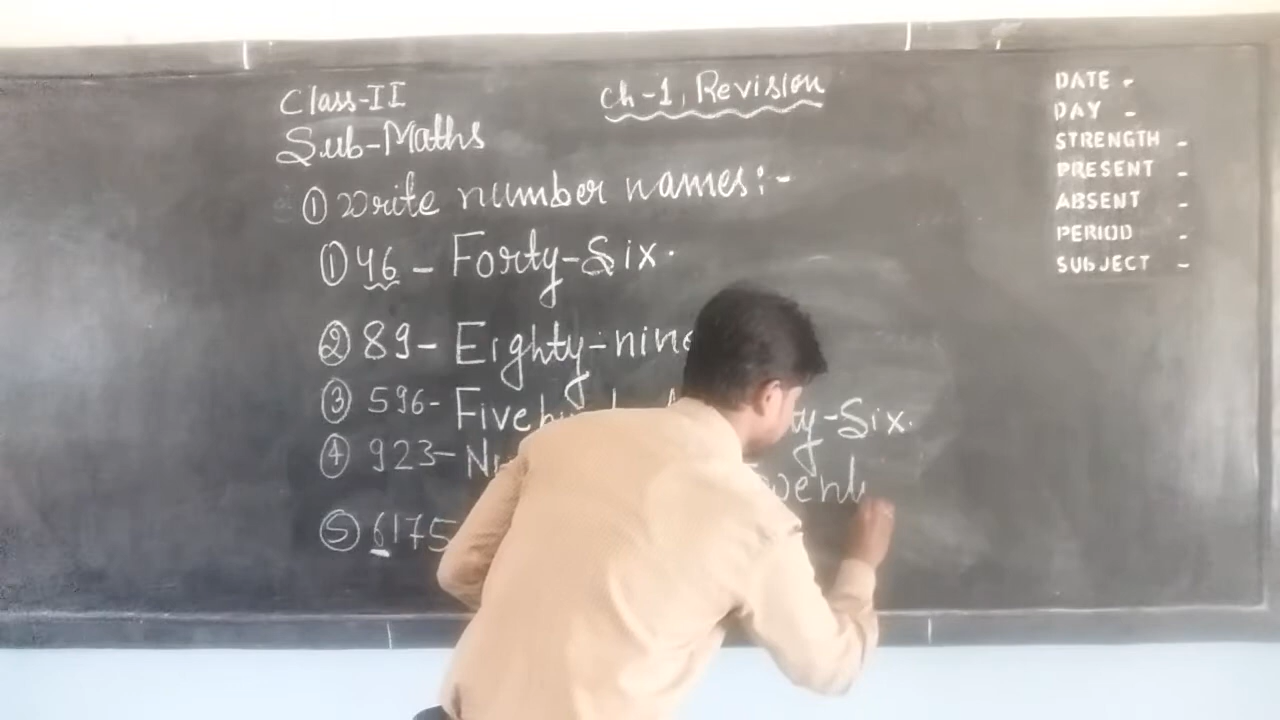 Class-II
Ch-1, Revision
Sub-Maths
① Write number names:-
① 46 - Forty-Six.
② 89 - Eighty-nine
③ 596- Five ty-Six.
④ 923-
⑤ 6175
DATE -
DAY -
STRENGTH -
PRESENT -
ABSENT -
PERIOD -
SUBJECT -